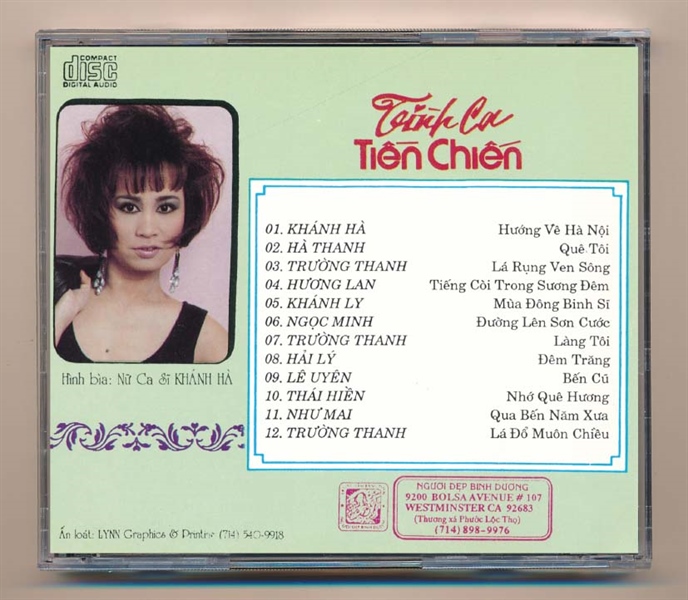 COMPACT
disc
DIGITAL AUDIO
Tình Ca
TIỀN CHIẾN
01. KHÁNH HÀ Hướng Về Hà Nội
02. HÀ THANH Quê Tôi
03. TRƯỜNG THANH Lá Rụng Ven Sông
04. HƯƠNG LAN Tiếng Còi Trong Sương Đêm
05. KHÁNH LY Mùa Đông Binh Sĩ
06. NGỌC MINH Đường Lên Sơn Cước
07. TRƯỜNG THANH Làng Tôi
08. HẢI LÝ Đêm Trăng
09. LÊ UYÊN Bến Cũ
10. THÁI HIỀN Nhớ Quê Hương
11. NHƯ MAI Qua Bến Năm Xưa
12. TRƯỜNG THANH Lá Đổ Muôn Chiều
Hình bìa: Nữ Ca Sĩ KHÁNH HÀ
NGƯỜI ĐẸP BÌNH DƯƠNG
9200 BOLSA AVENUE # 107
WESTMINSTER CA 92683
(Thương xá Phước Lộc Thọ)
(714) 898-9976
Ấn loát: LYNN Graphics & Printing (714) 540-9918